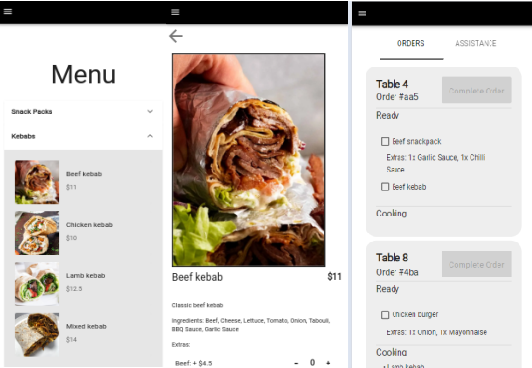 Menu
Snack Packs
Kebabs
Beef kebab
$11
Chicken kebab
$10
Lamb kebab
$12.5
Mixed kebab
$14
Beef kebab $11
Classic beef kebab
Ingredients: Beef, Cheese, Lettuce, Tomato, Onion, Tabouli,
BBQ Sauce, Garlic Sauce
Extras:
Beef: + $4.5 - 0 +
ORDERS ASSISTANCE
Table 4
Order #aa5
Complete Order
Ready
Beef snackpack
Extras: 1x Garlic Sauce, 1x Chilli
Sauce
Beef kebab
Cooking
Table 8
Order #4ba
Complete Order
Ready
Chicken Burger
Extras: 1x Onion, 1x Mayonnaise
Cooking
Lamb kebab